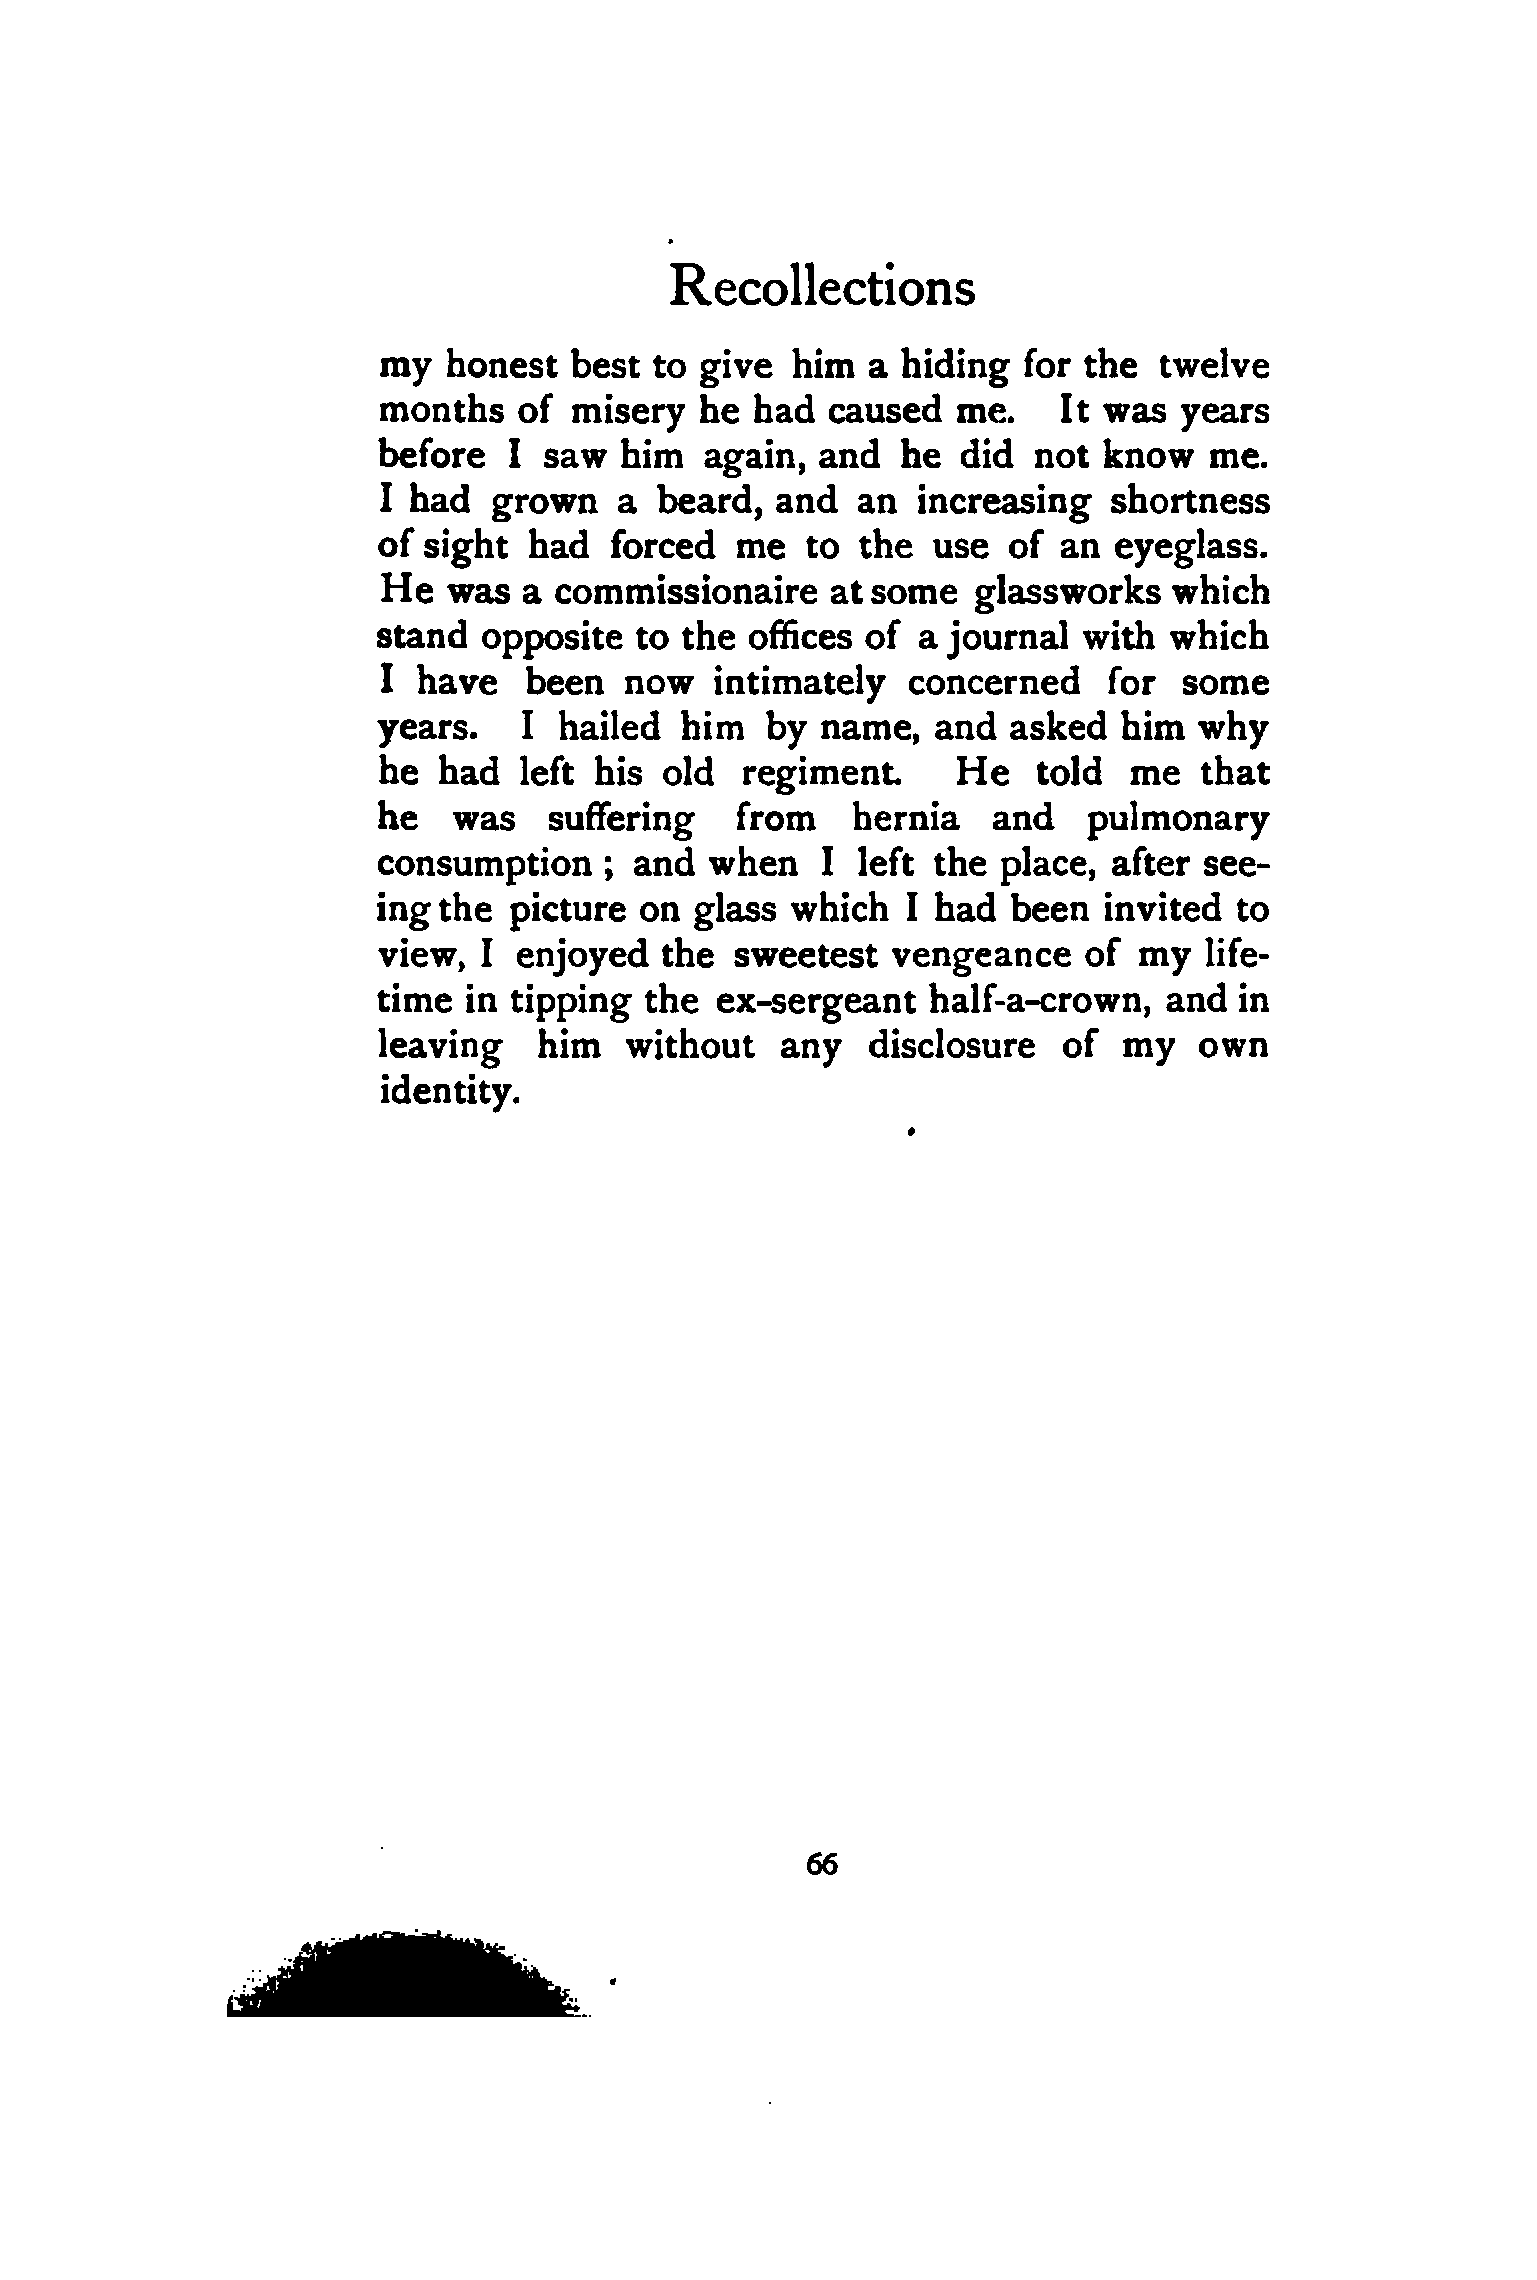 Recollections
my honest best to give him a hiding for the twelve
months of misery he had caused me. It was years
before I saw him again, and he did not know me.
I had grown a beard, and an increasing shortness
of sight had forced me to the use of an eyeglass.
He was a commissionaire at some glassworks which
stand opposite to the offices of a journal with which
I have been now intimately concerned for some
years. I hailed him by name, and asked him why
he had left his old regiment. He told me that
he was suffering from hernia and pulmonary
consumption ; and when I left the place, after see-
ing the picture on glass which I had been invited to
view, I enjoyed the sweetest vengeance of my life-
time in tipping the ex-sergeant half-a-crown, and in
leaving him without any disclosure of my own
identity.
66